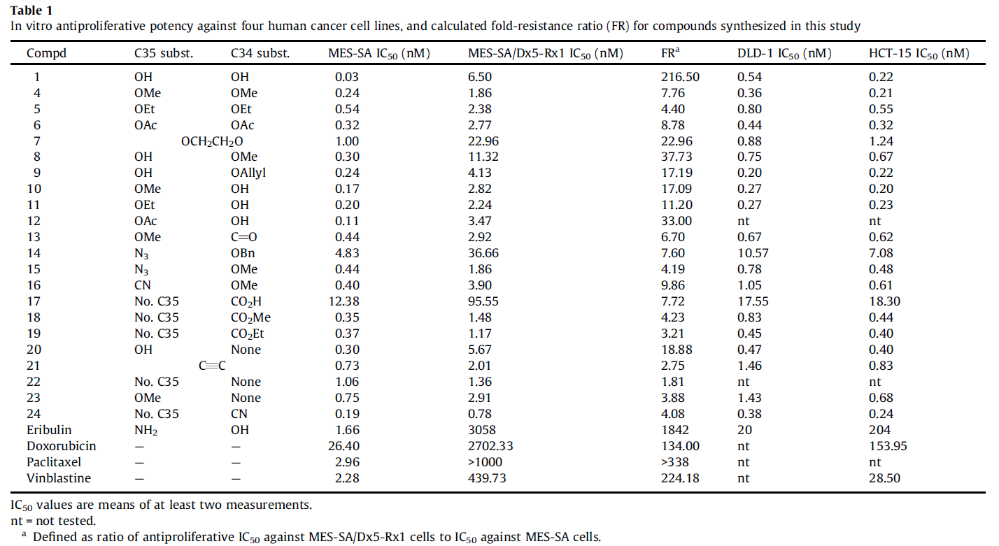 Table 1
In vitro antiproliferative potency against four human cancer cell lines, and calculated fold-resistance ratio (FR) for compounds synthesized in this study
Compd C35 subst. C34 subst. MES-SA IC50 (nM) MES-SA/Dx5-Rx1 IC50 (nM) FRa DLD-1 IC50 (nM) HCT-15 IC50 (nM)
1 OH OH 0.03 6.50 216.50 0.54 0.22
4 OMe OMe 0.24 1.86 7.76 0.36 0.21
5 OEt OEt 0.54 2.38 4.40 0.80 0.55
6 OAc OAc 0.32 2.77 8.78 0.44 0.32
7 OCH2CH2O 1.00 22.96 22.96 0.88 1.24
8 OH OMe 0.30 11.32 37.73 0.75 0.67
9 OH OAllyl 0.24 4.13 17.19 0.20 0.22
10 OMe OH 0.17 2.82 17.09 0.27 0.20
11 OEt OH 0.20 2.24 11.20 0.27 0.23
12 OAc OH 0.11 3.47 33.00 nt nt
13 OMe C=O 0.44 2.92 6.70 0.67 0.62
14 N3 OBn 4.83 36.66 7.60 10.57 7.08
15 N3 OMe 0.44 1.86 4.19 0.78 0.48
16 CN OMe 0.40 3.90 9.86 1.05 0.61
17 No. C35 CO2H 12.38 95.55 7.72 17.55 18.30
18 No. C35 CO2Me 0.35 1.48 4.23 0.83 0.44
19 No. C35 CO2Et 0.37 1.17 3.21 0.45 0.40
20 OH None 0.30 5.67 18.88 0.47 0.40
21 C≡C 0.73 2.01 2.75 1.46 0.83
22 No. C35 None 1.06 1.36 1.81 nt nt
23 OMe None 0.75 2.91 3.88 1.43 0.68
24 No. C35 CN 0.19 0.78 4.08 0.38 0.24
Eribulin NH2 OH 1.66 3058 1842 20 204
Doxorubicin — — 26.40 2702.33 134.00 nt 153.95
Paclitaxel — — 2.96 >1000 >338 nt nt
Vinblastine — — 2.28 439.73 224.18 nt 28.50
IC50 values are means of at least two measurements.
nt = not tested.
a Defined as ratio of antiproliferative IC50 against MES-SA/Dx5-Rx1 cells to IC50 against MES-SA cells.